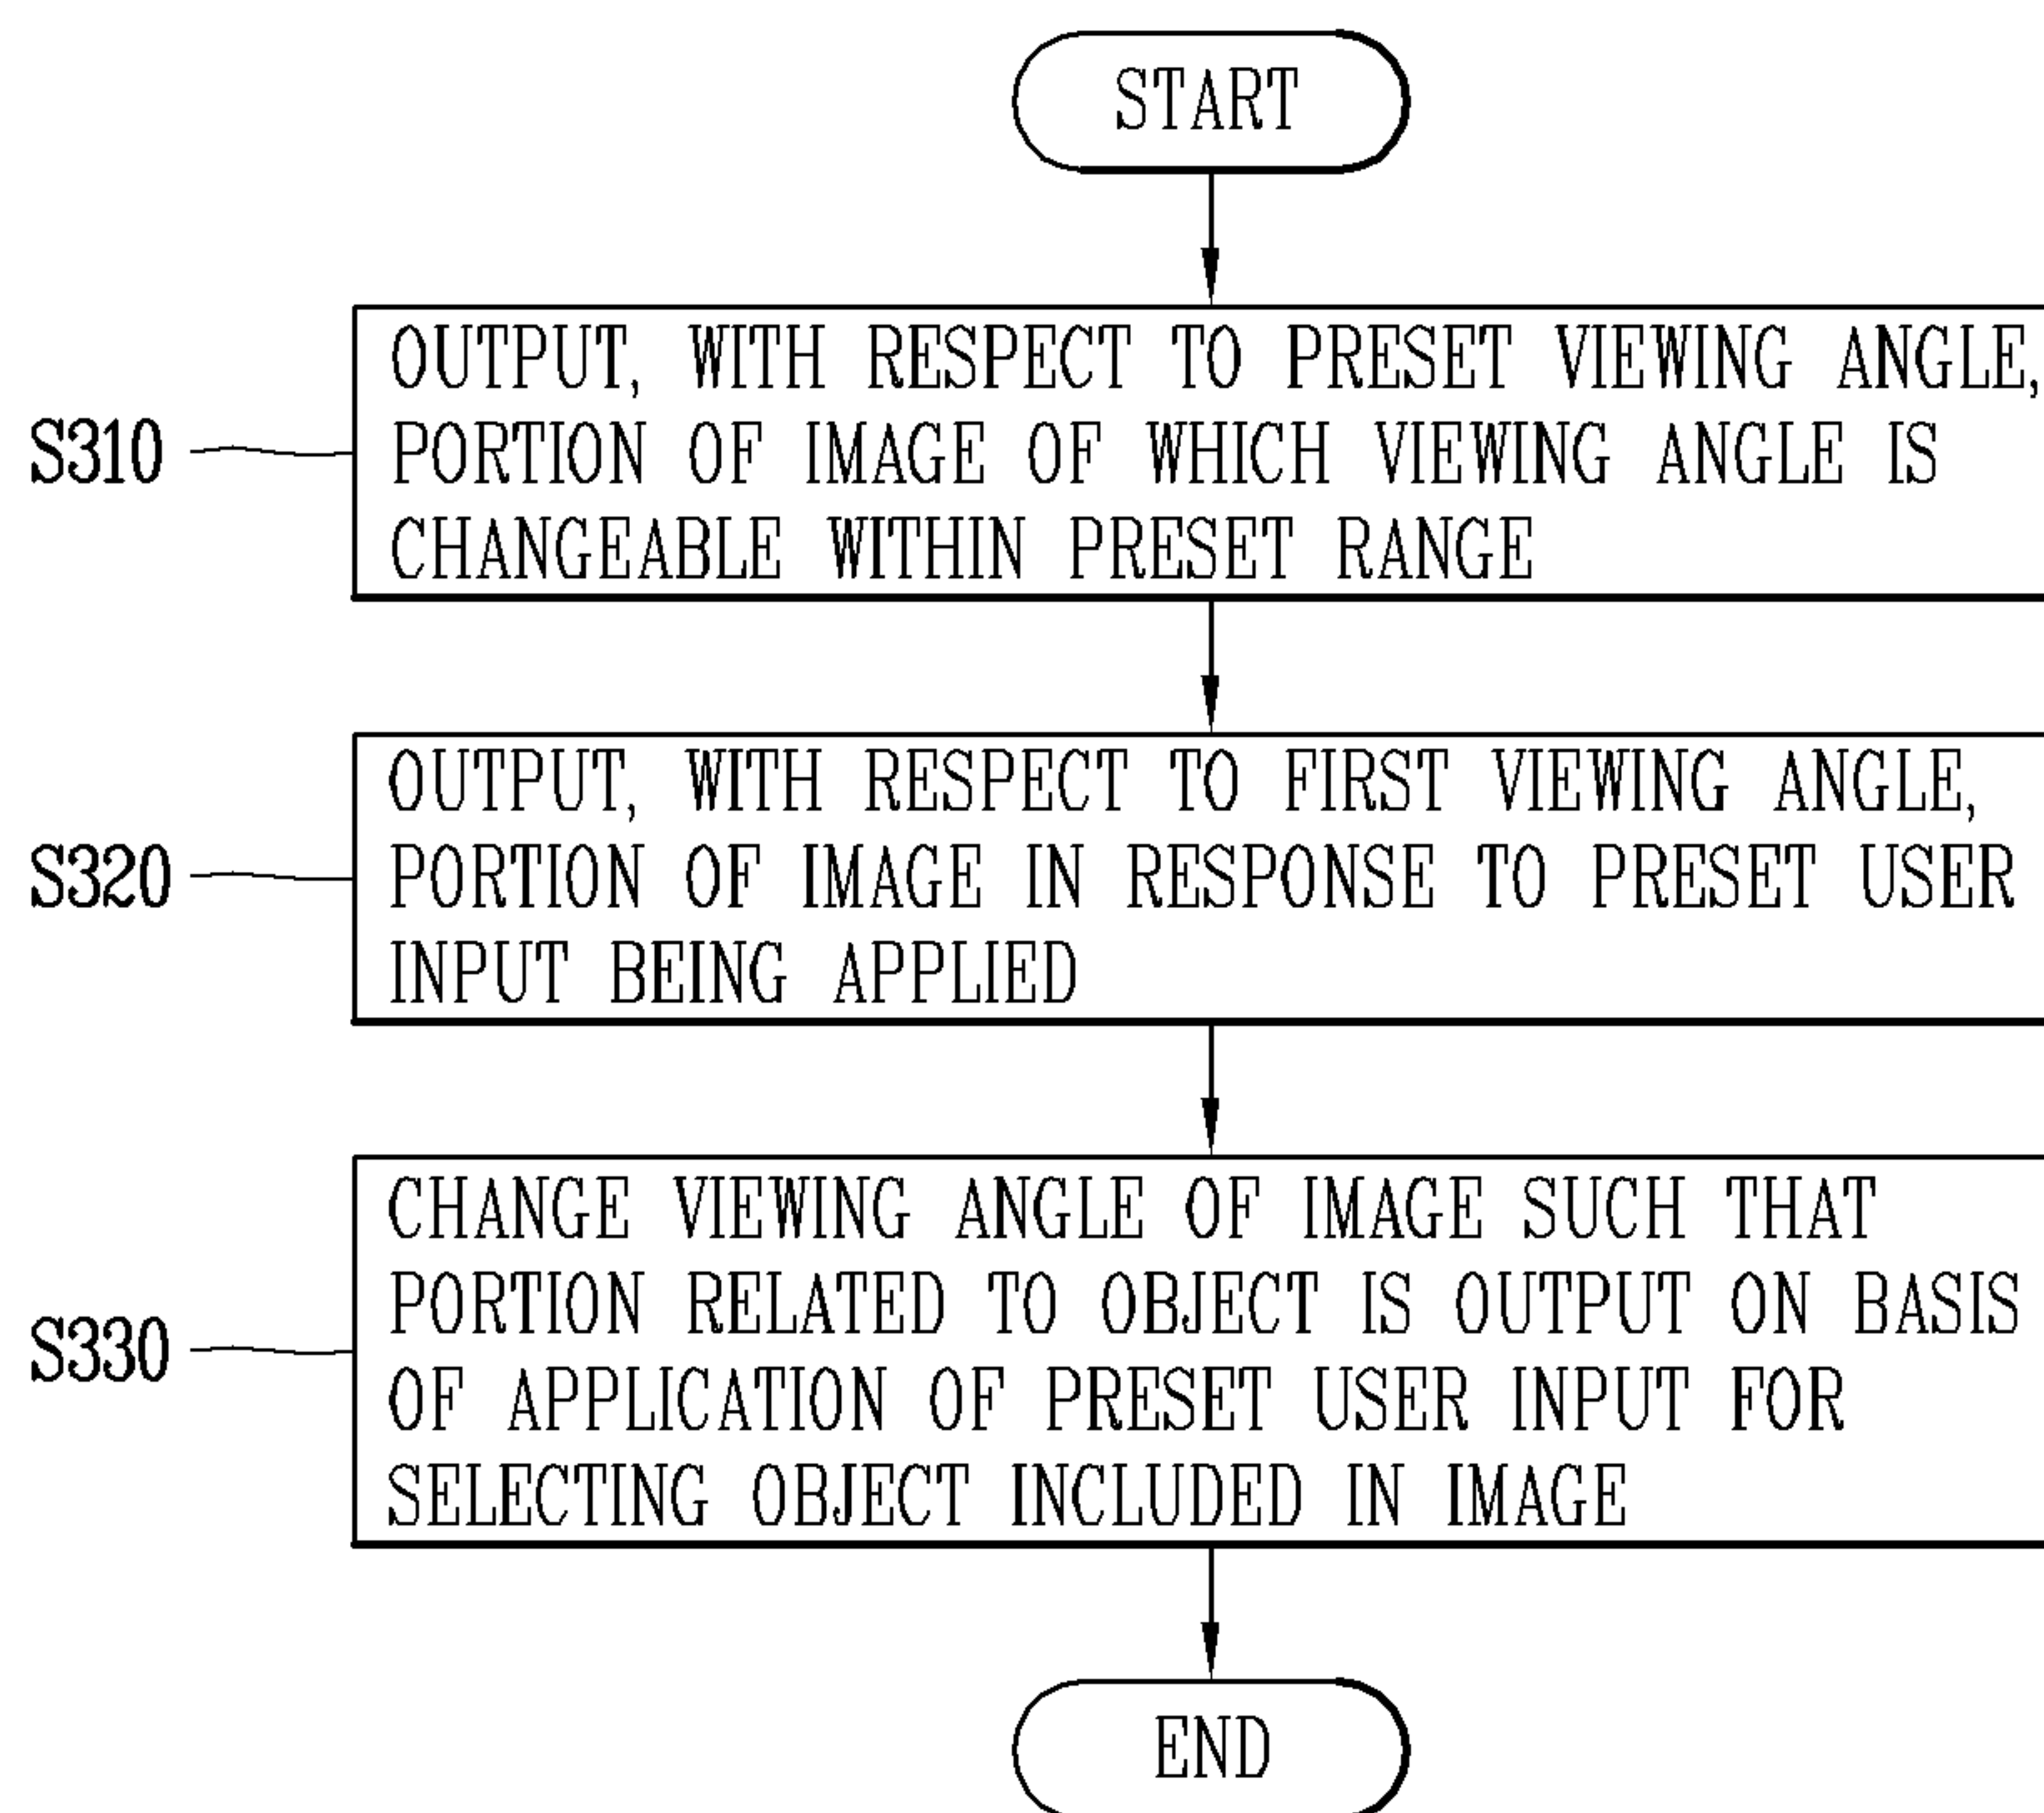 START
OUTPUT, WITH RESPECT TO PRESET VIEWING ANGLE,
PORTION OF IMAGE OF WHICH VIEWING ANGLE IS
CHANGEABLE WITHIN PRESET RANGE
S310
OUTPUT, WITH RESPECT TO FIRST VIEWING ANGLE,
PORTION OF IMAGE IN RESPONSE TO PRESET USER
INPUT BEING APPLIED
S320
CHANGE VIEWING ANGLE OF IMAGE SUCH THAT
PORTION RELATED TO OBJECT IS OUTPUT ON BASIS
OF APPLICATION OF PRESET USER INPUT FOR
SELECTING OBJECT INCLUDED IN IMAGE
S330
END